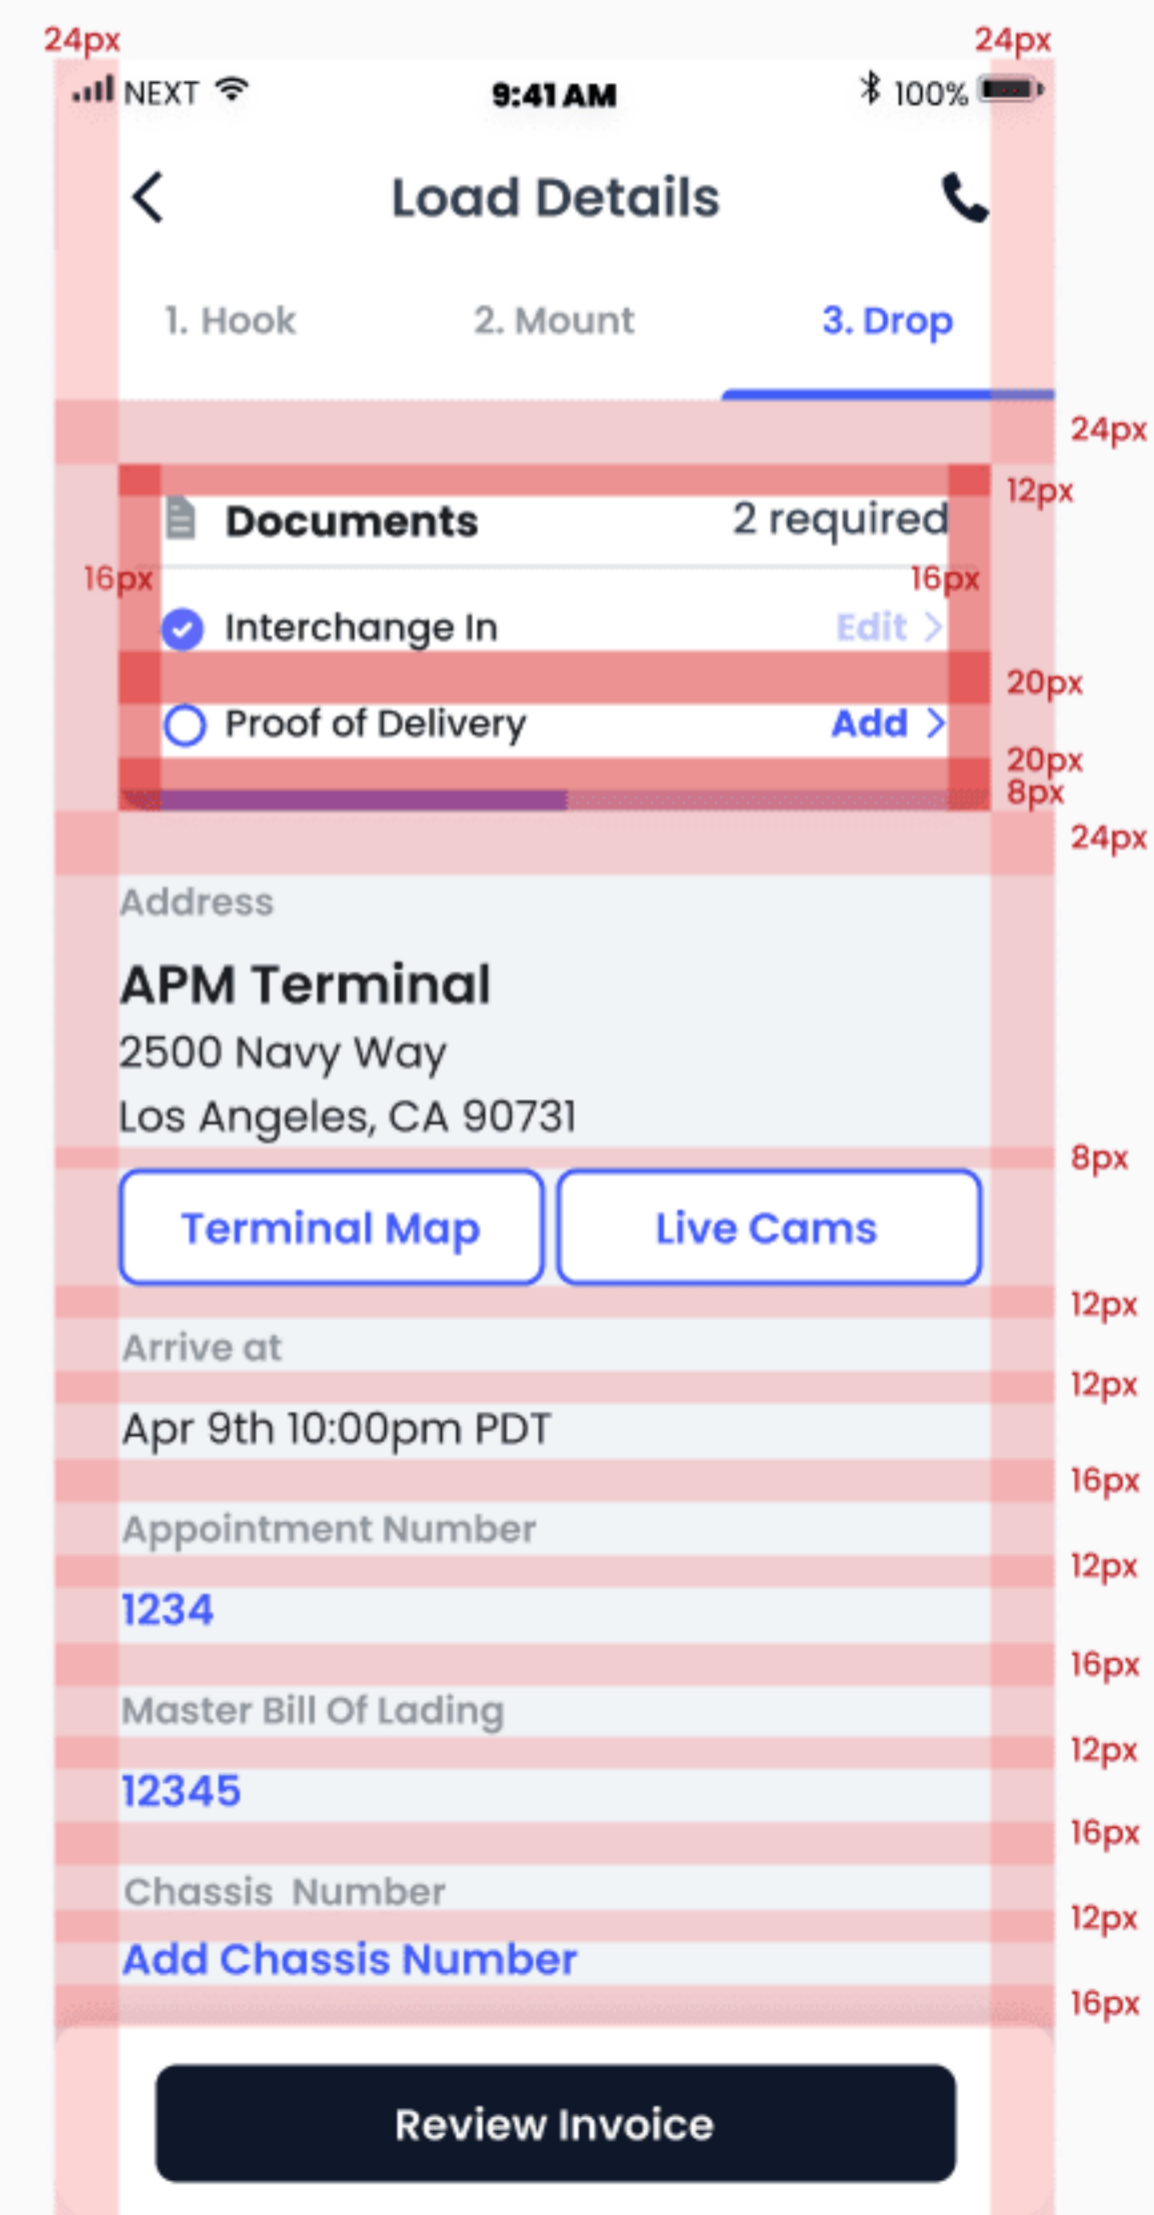 24px 24px
NEXT 9:41 AM 100%
Load Details
1. Hook 2. Mount 3. Drop
24px
12px
Documents 2 required
16px 16px
Interchange In Edit
20px
Proof of Delivery Add
20px
8px
24px
Address
APM Terminal
2500 Navy Way
Los Angeles, CA 90731
8px
Terminal Map Live Cams
12px
Arrive at
12px
Apr 9th 10:00pm PDT
16px
Appointment Number
12px
1234
16px
Master Bill Of Lading
12px
12345
16px
Chassis Number
12px
Add Chassis Number
16px
Review Invoice